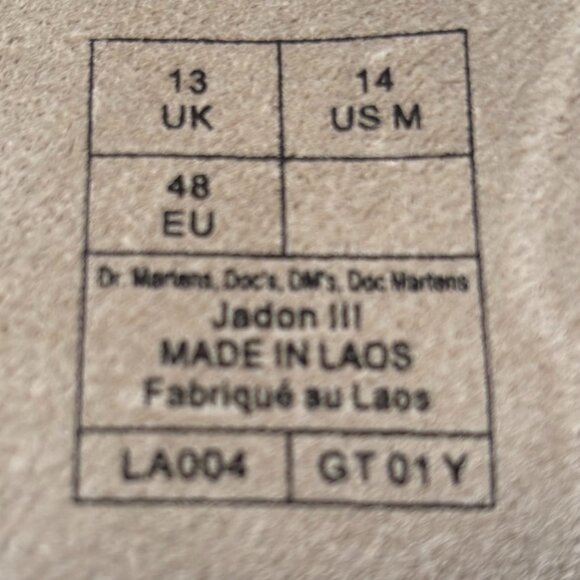 13
UK
14
US M
48
EU
Dr. Martens, Doc's, DM's, Doc Martens
Jadon III
MADE IN LAOS
Fabriqué au Laos
LA004
GT 01 Y